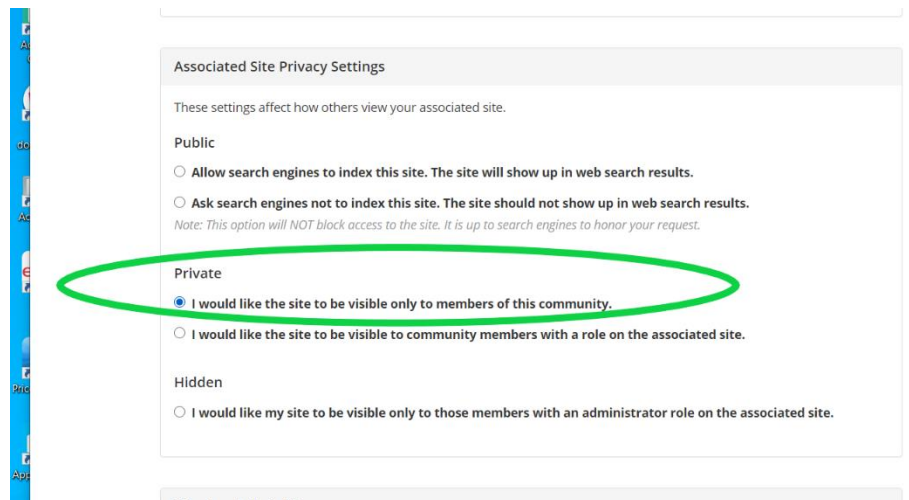 Associated Site Privacy Settings
These settings affect how others view your associated site.
Public
Allow search engines to index this site. The site will show up in web search results.
Ask search engines not to index this site. The site should not show up in web search results.
Note: This option will NOT block access to the site. It is up to search engines to honor your request.
Private
I would like the site to be visible only to members of this community.
I would like the site to be visible to community members with a role on the associated site.
Hidden
I would like my site to be visible only to those members with an administrator role on the associated site.